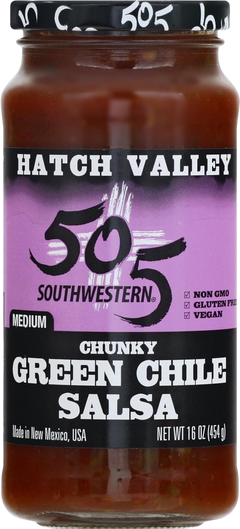 505
HATCH VALLEY
505
SOUTHWESTERN®
☑ NON GMO
☑ GLUTEN FREE
☑ VEGAN
MEDIUM
CHUNKY
GREEN CHILE
SALSA
Made in New Mexico, USA
NET WT 16 OZ (454 g)